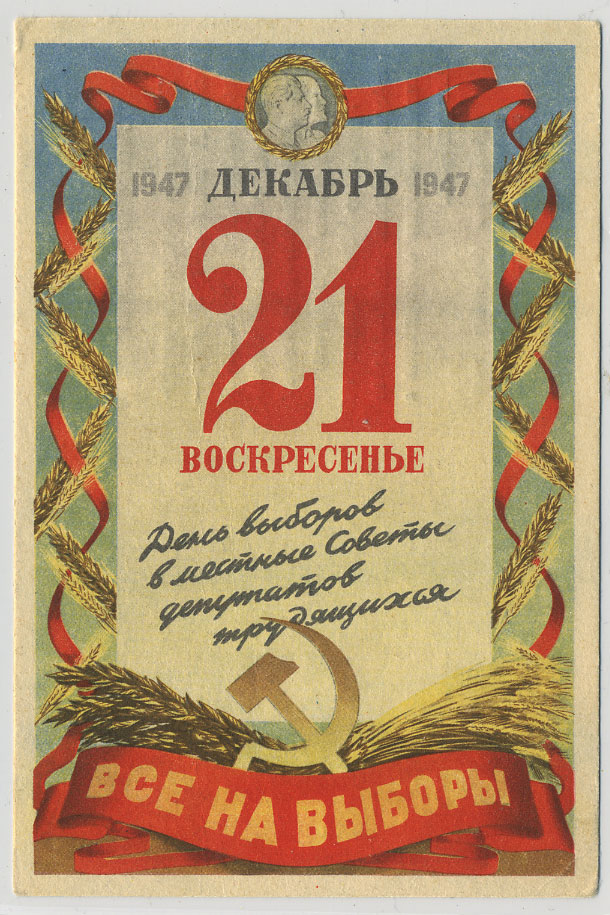 1947 ДЕКАБРЬ 1947
21
ВОСКРЕСЕНЬЕ
День выборов
в местные Советы
депутатов
трудящихся
ВСЕ НА ВЫБОРЫ